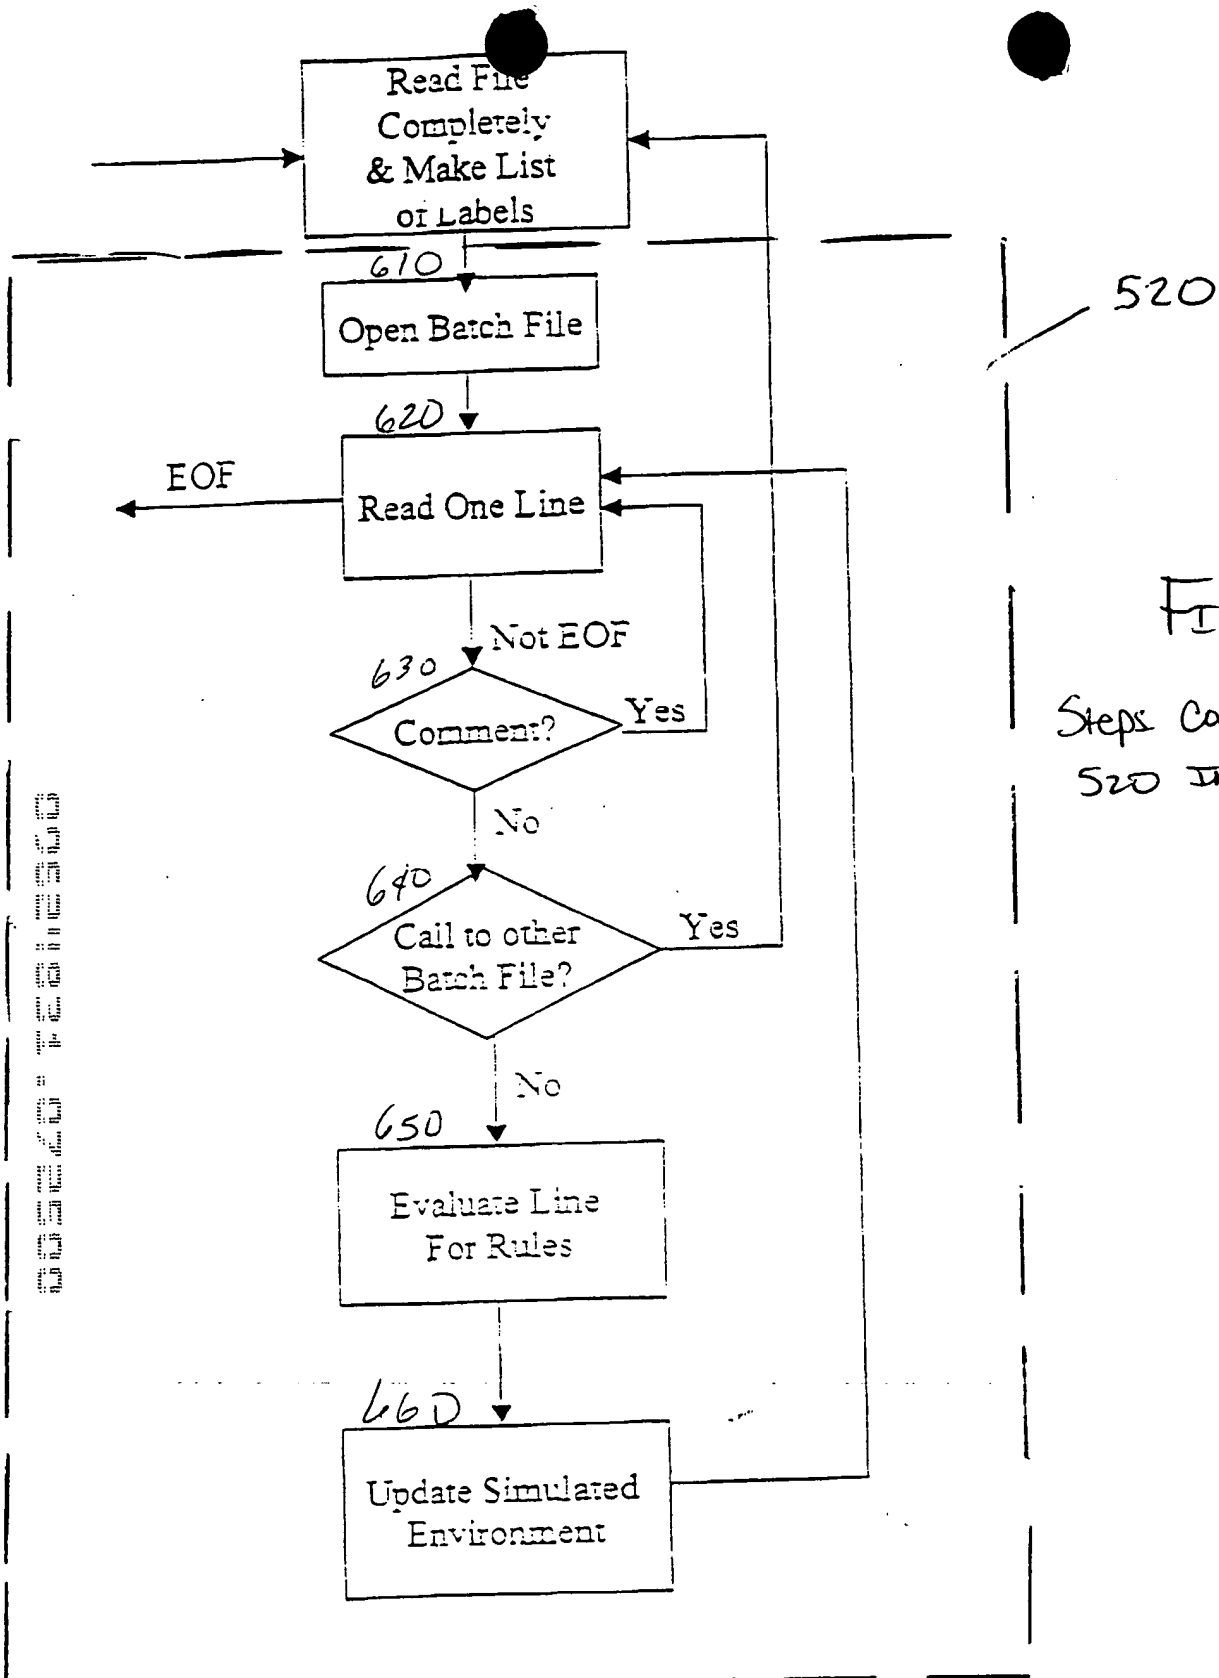 Read File
Completely
& Make List
of Labels
610
Open Batch File
520
620
EOF
Read One Line
Not EOF
630
Comment?
Yes
Steps
520
No
640
Call to other
Batch File?
Yes
No
650
Evaluate Line
For Rules
660
Update Simulated
Environment